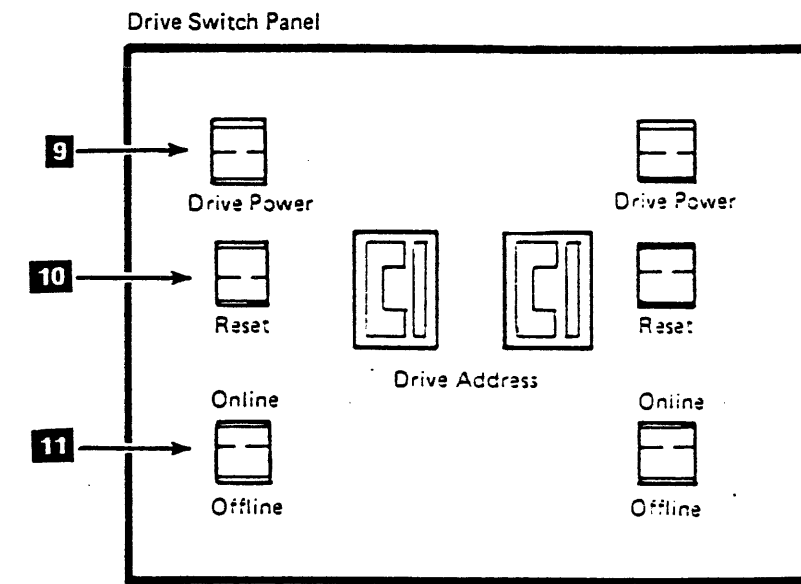 Drive Switch Panel
9
Drive Power Drive Power
10
Reset Reset
Drive Address
Online Online
11
Offline Offline